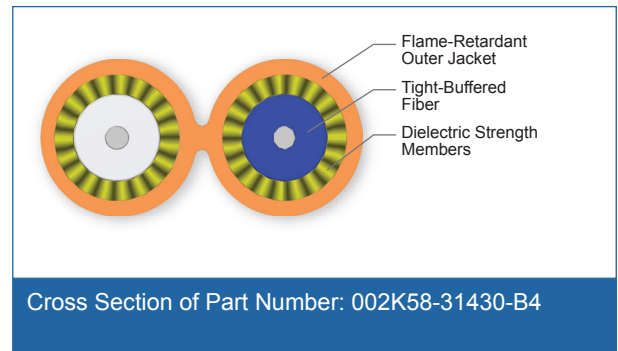 Flame-Retardant
Outer Jacket
Tight-Buffered
Fiber
Dielectric Strength
Members
Cross Section of Part Number: 002K58-31430-B4